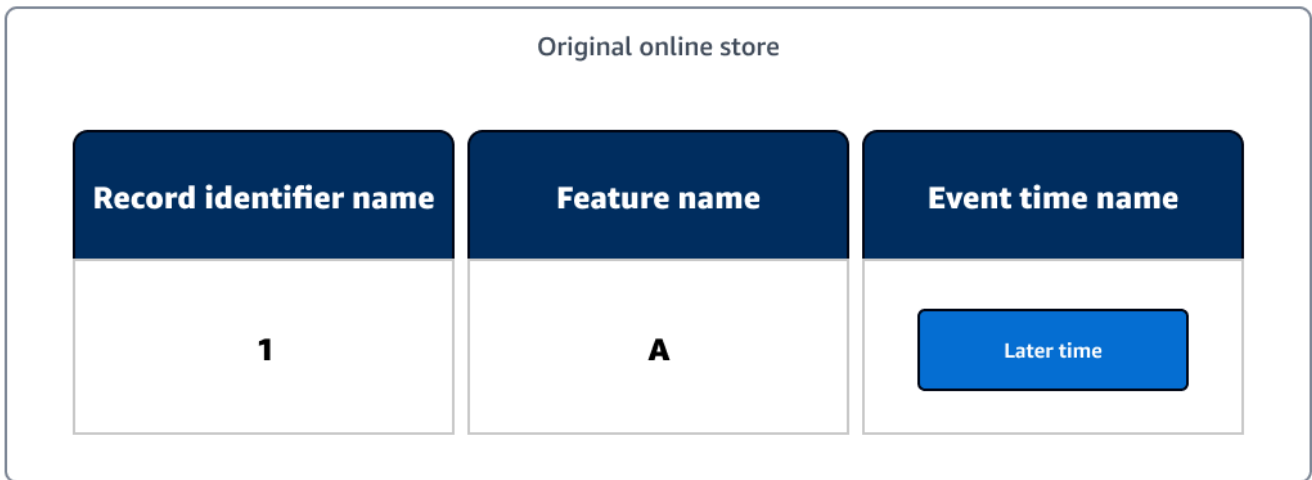 Original online store
Record identifier name
Feature name
Event time name
1
A
Later time